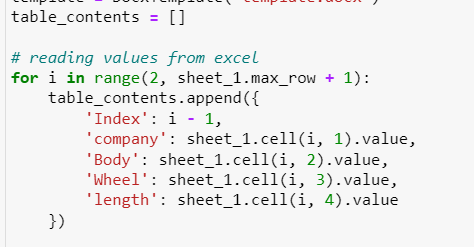 table_contents = []
# reading values from excel
for i in range(2, sheet_1.max_row + 1):
    table_contents.append({
        'Index': i - 1,
        'company': sheet_1.cell(i, 1).value,
        'Body': sheet_1.cell(i, 2).value,
        'Wheel': sheet_1.cell(i, 3).value,
        'length': sheet_1.cell(i, 4).value
    })